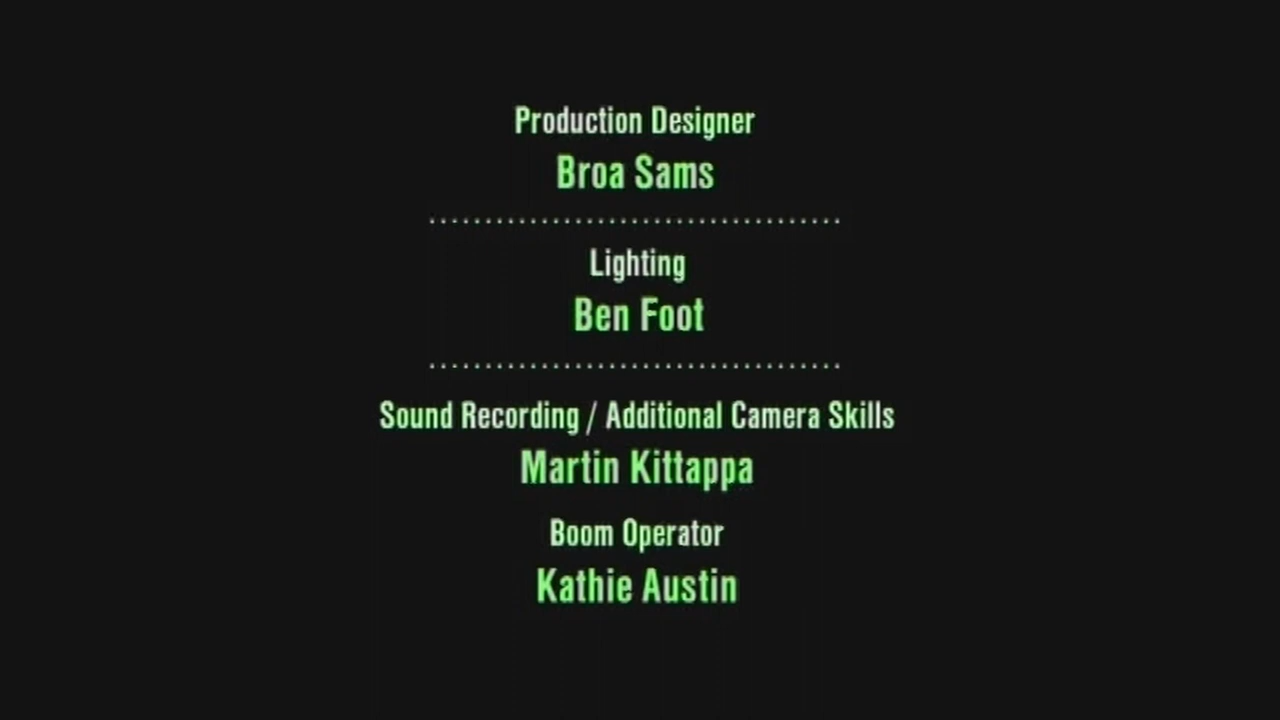 Production Designer
Broa Sams
Lighting
Ben Foot
Sound Recording / Additional Camera Skills
Martin Kittappa
Boom Operator
Kathie Austin